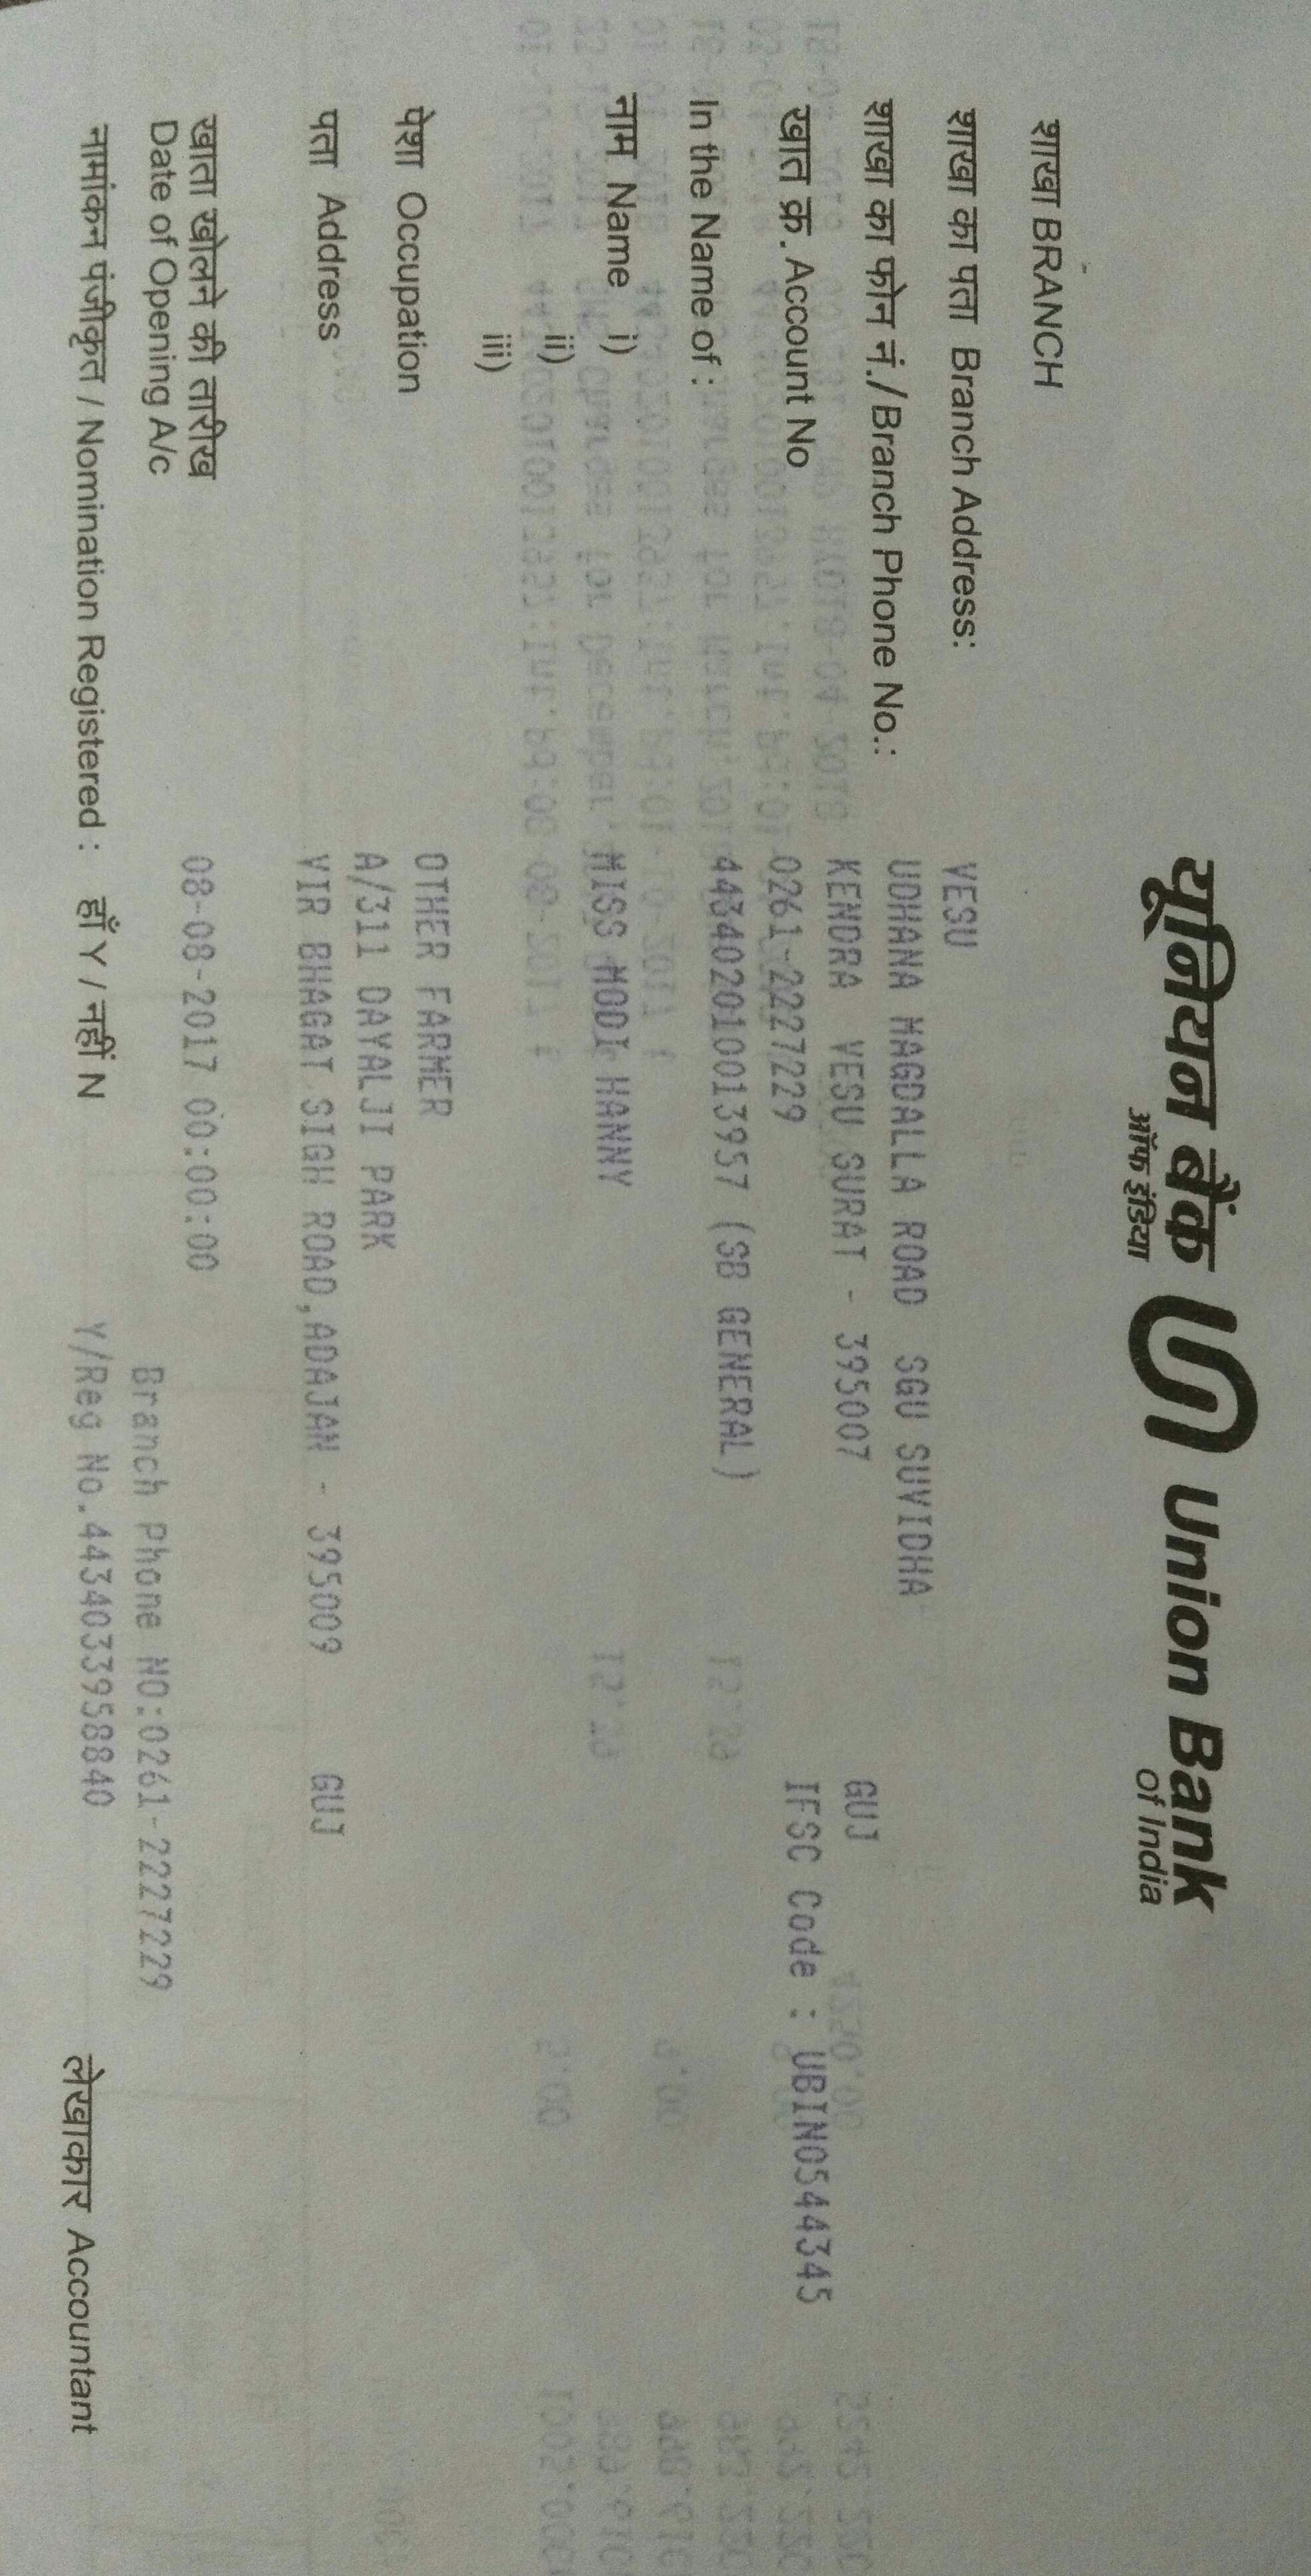 यूनियन बैंक Union Bank
ऑफ इंडिया of India
शाखा BRANCH
VESU
शाखा का पता Branch Address:
UDHANA MAGDALLA ROAD SGU SUVIDHA
शाखा का फोन नं./Branch Phone No.:
KENDRA VESU SURAT - 395007 GUJ
खात क्र. Account No
0261-2227229 IFSC Code : UBIN0544345
In the Name of :
443402010013957 (SB GENERAL)
नाम Name i) MISS MODI HANNY
ii)
iii)
पेशा Occupation OTHER FARMER
A/311 DAYALJI PARK
पता Address VIR BHAGAT SIGH ROAD,ADAJAN - 395009 GUJ
खाता खोलने की तारीख 08-08-2017 00:00:00
Date of Opening A/c Branch Phone NO:0261-2227229
नामांकन पंजीकृत / Nomination Registered : हाँ Y / नहीं N Y/Reg No.4434033958840 लेखाकार Accountant